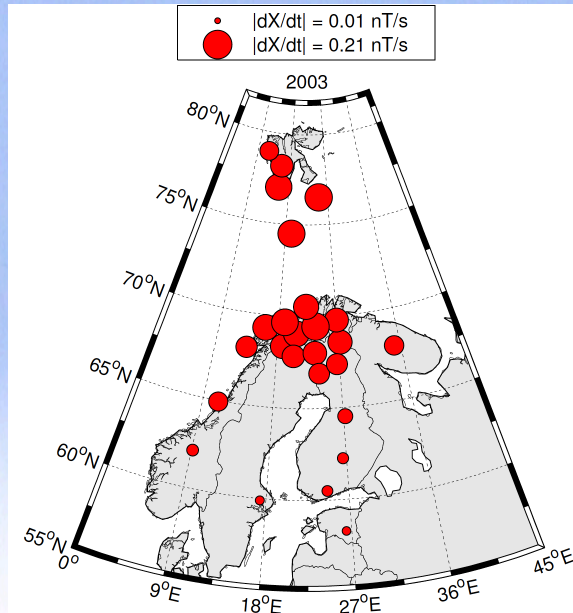 |dX/dt| = 0.01 nT/s
|dX/dt| = 0.21 nT/s
2003
80°N
75°N
70°N
65°N
60°N
55°N
0°
9°E
18°E
27°E
36°E
45°E